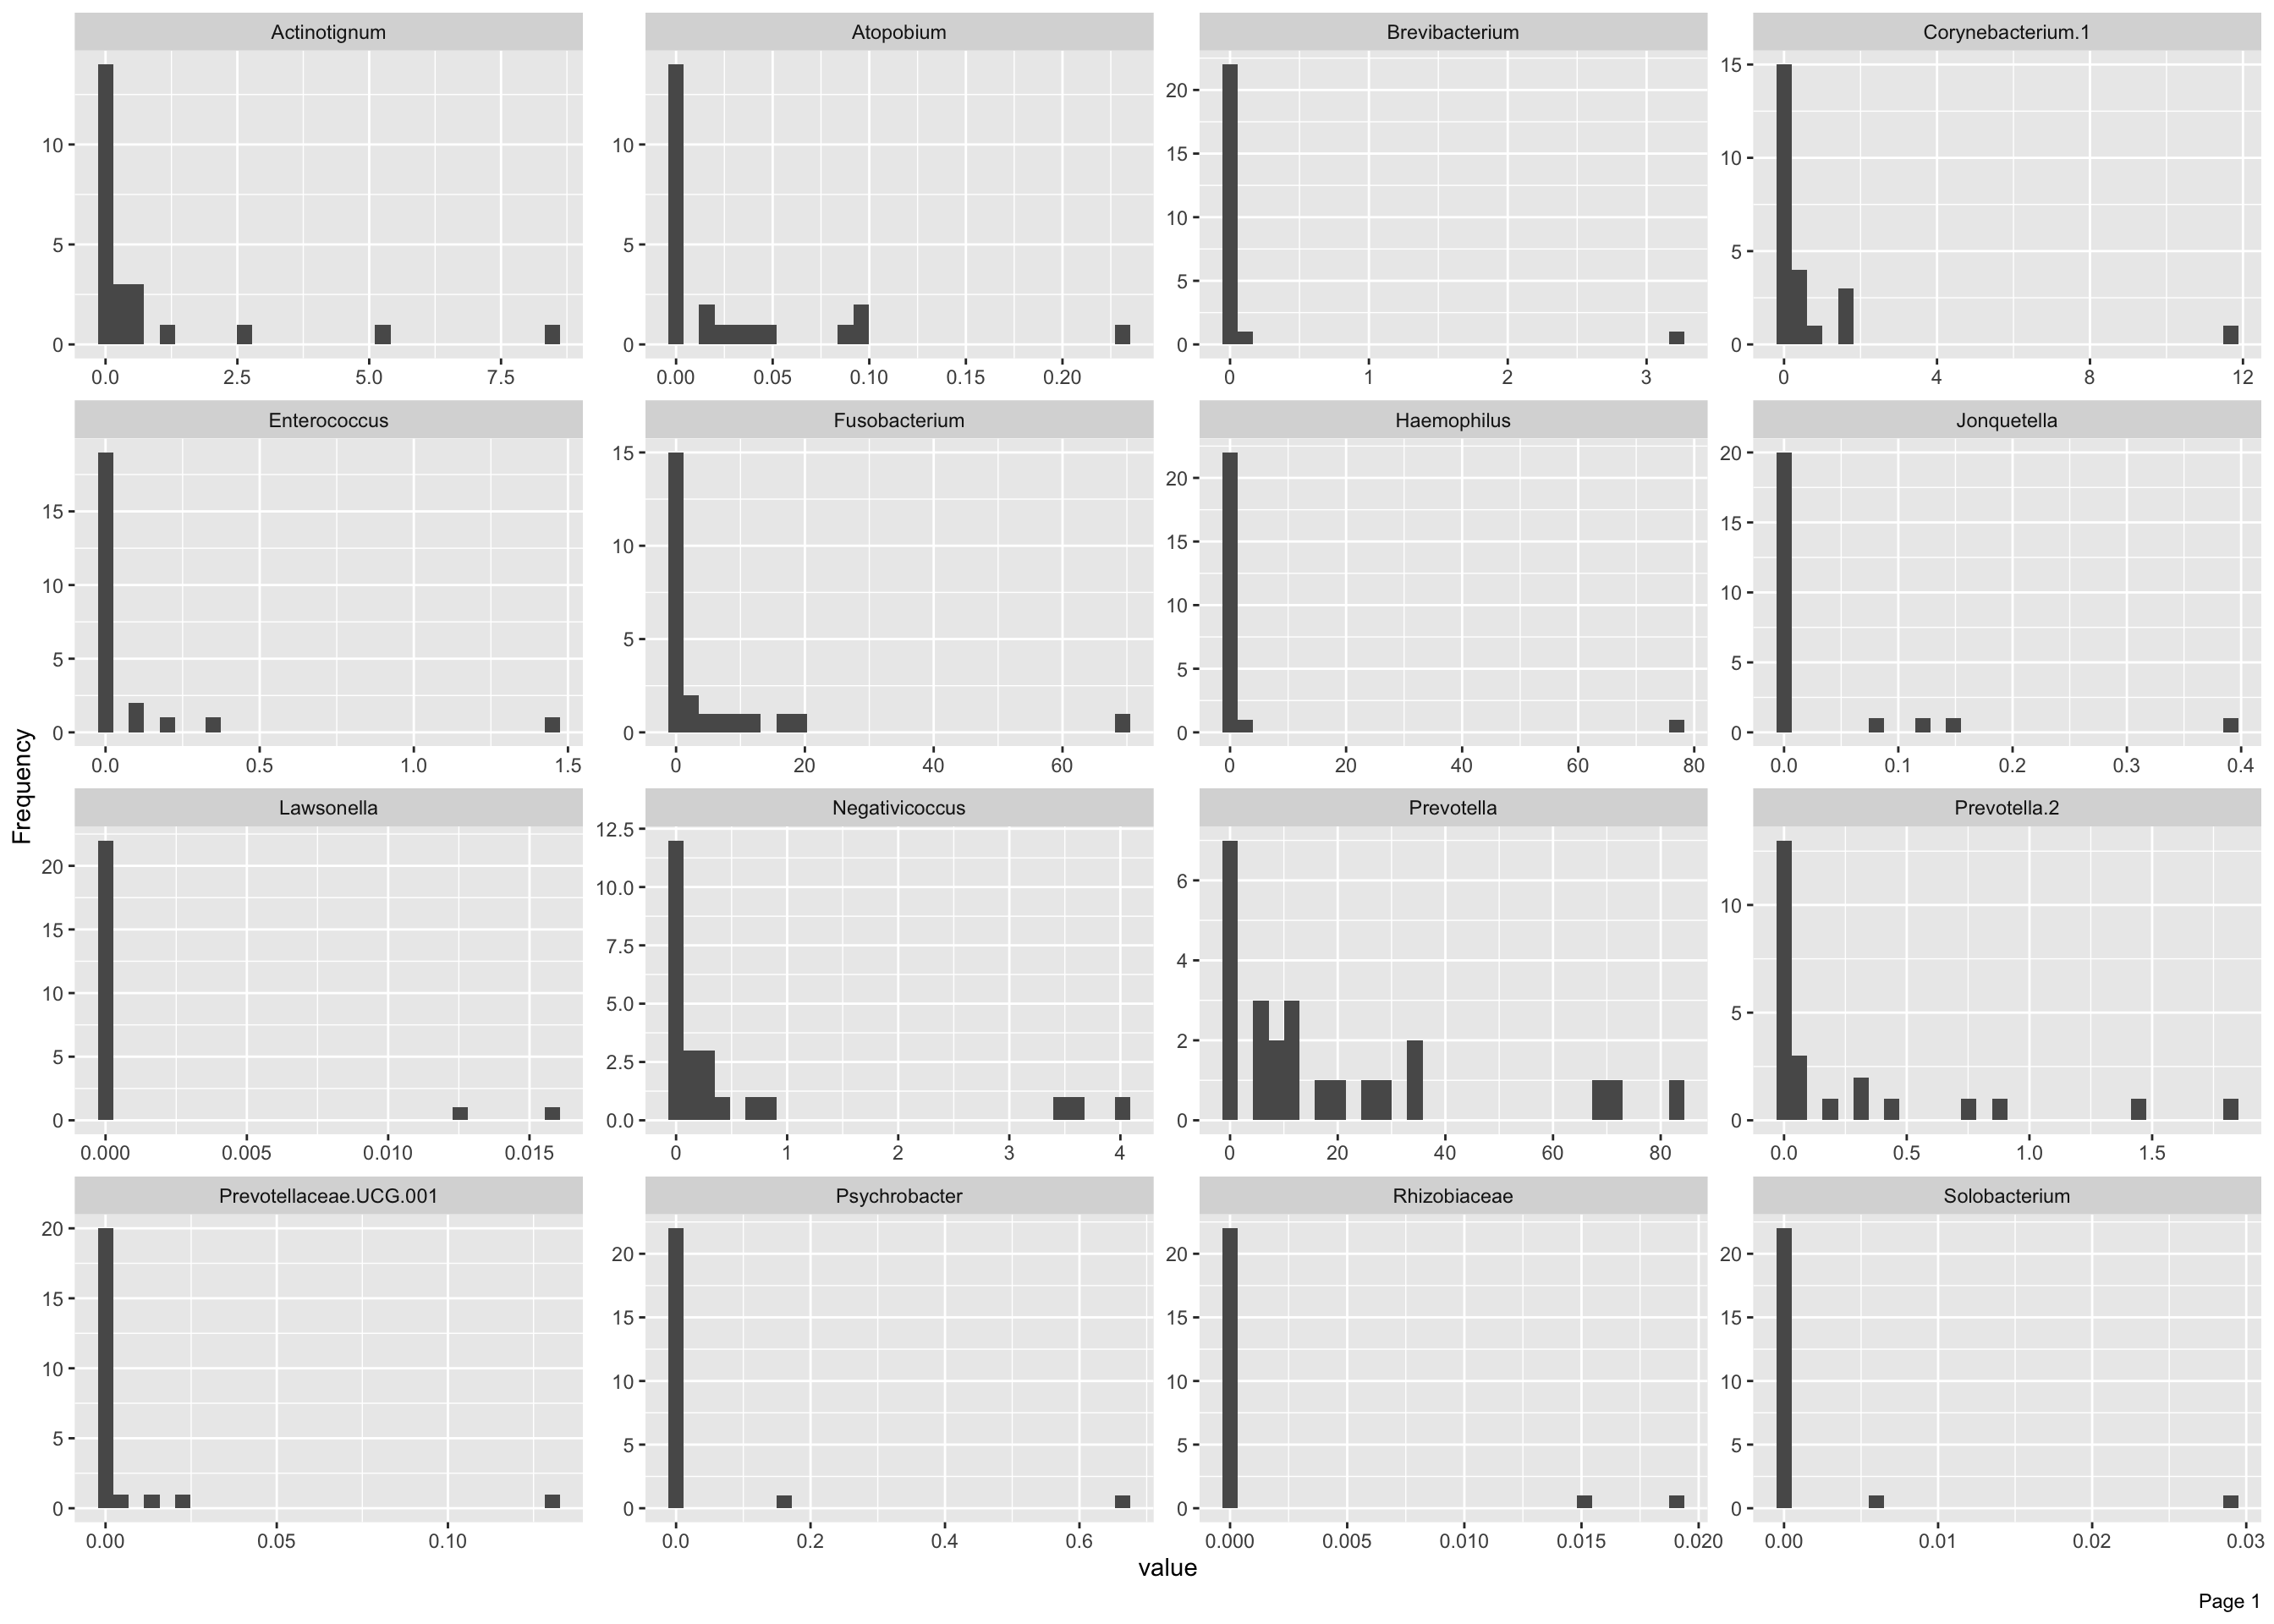 Actinotignum Atopobium Brevibacterium Corynebacterium.1
15
20
10 10 15 10
10
5 5 5
5
0 0 0 0
0.0 2.5 5.0 7.5 0.00 0.05 0.10 0.15 0.20 0 1 2 3 0 4 8 12
Enterococcus Fusobacterium Haemophilus Jonquetella
15 20
20
15 15 15
10
10 10 10
5
5 5 5
0 0 0 0
0.0 0.5 1.0 1.5 0 20 40 60 0 20 40 60 80 0.0 0.1 0.2 0.3 0.4
Frequency
Lawsonella Negativicoccus Prevotella Prevotella.2
12.5
20 10.0 6 10
15 7.5
4
10 5.0 5
5 2.5 2
0 0.0 0 0
0.000 0.005 0.010 0.015 0 1 2 3 4 0 20 40 60 80 0.0 0.5 1.0 1.5
Prevotellaceae.UCG.001 Psychrobacter Rhizobiaceae Solobacterium
20 20 20 20
15 15 15 15
10 10 10 10
5 5 5 5
0 0 0 0
0.00 0.05 0.10 0.0 0.2 0.4 0.6 0.000 0.005 0.010 0.015 0.020 0.00 0.01 0.02 0.03
value
Page 1